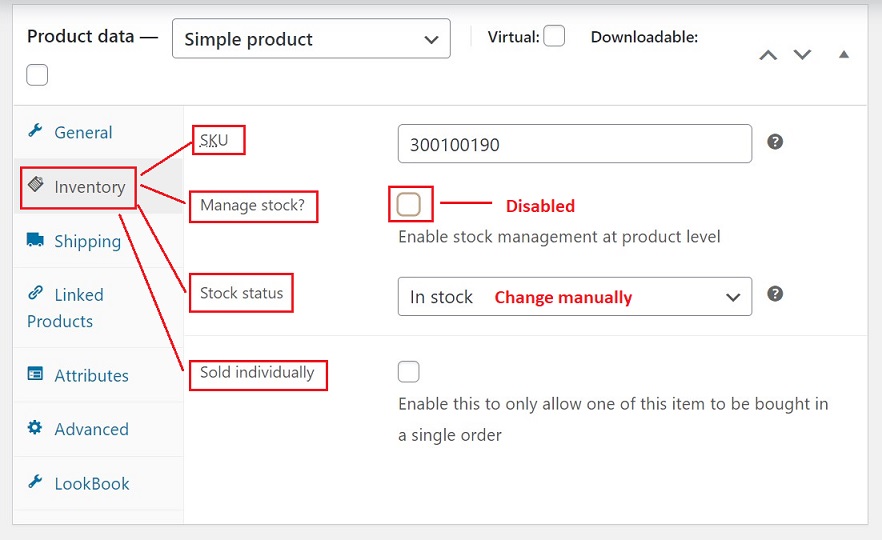 Product data —
Simple product
Virtual:
Downloadable:
General
Inventory
Shipping
Linked
Products
Attributes
Advanced
LookBook
SKU
300100190
Manage stock?
Disabled
Enable stock management at product level
Stock status
In stock
Change manually
Sold individually
Enable this to only allow one of this item to be bought in
a single order